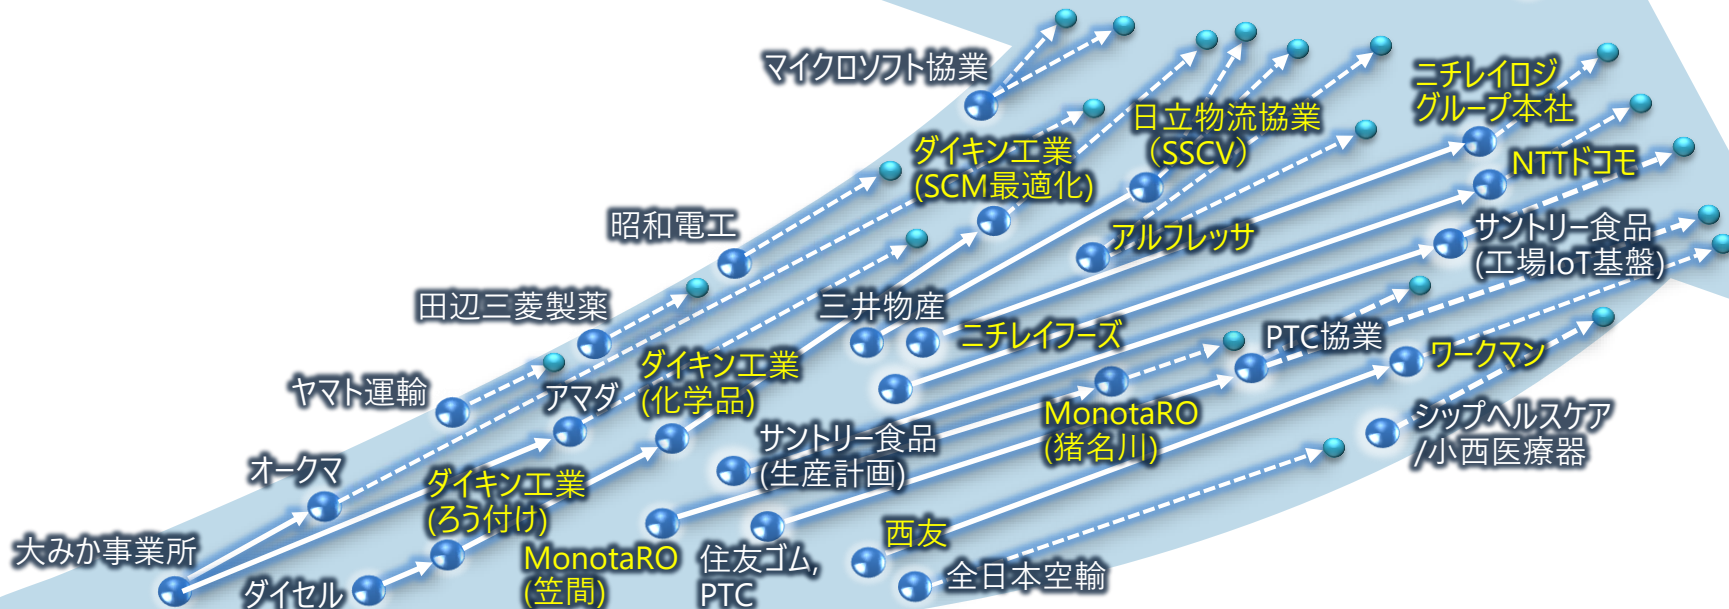 マイクロソフト協業
ニチレイロジ
グループ本社
日立物流協業
(SSCV)
ダイキン工業
(SCM最適化)
NTTドコモ
昭和電工
アルフレッサ
サントリー食品
(工場IoT基盤)
田辺三菱製薬
三井物産
ニチレイフーズ
PTC協業
ワークマン
ダイキン工業
(化学品)
ヤマト運輸
アマダ
MonotaRO
(猪名川)
シップヘルスケア
/小西医療器
サントリー食品
(生産計画)
オークマ
ダイキン工業
(ろう付け)
西友
大みか事業所
MonotaRO
(笠間)
住友ゴム,
PTC
全日本空輸
ダイセル